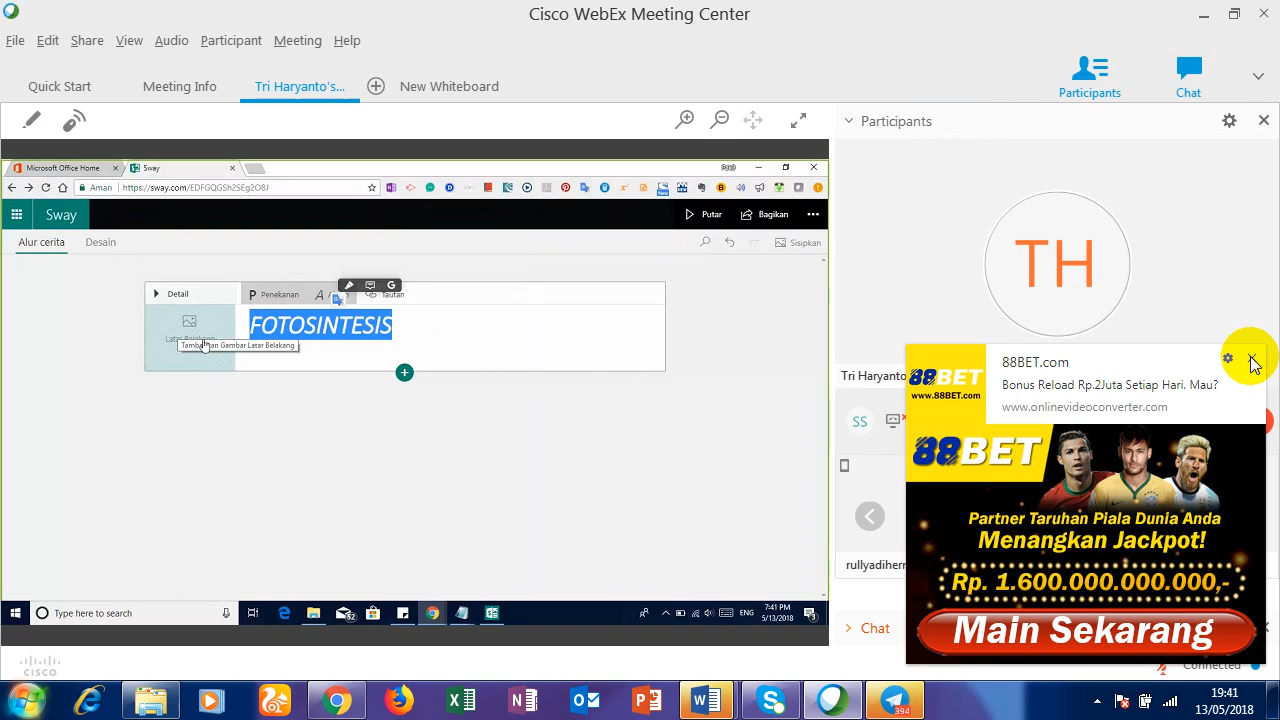 Cisco WebEx Meeting Center
File Edit Share View Audio Participant Meeting Help
Quick Start Meeting Info Tri Haryanto's... New Whiteboard
Participants Chat
Participants
Microsoft Office Home Sway
Aman https://sway.com/EDFGQGSh2SEg2O8J
Sway Putar Bagikan
Alur cerita Desain Sisipkan
Detail Penekanan Tautan
FOTOSINTESIS
Tambahkan Gambar Latar Belakang
TH
Tri Haryanto
SS
rullyadiherr
Chat
88BET
www.88BET.com
88BET.com
Bonus Reload Rp.2Juta Setiap Hari. Mau?
www.onlinevideoconverter.com
88BET
Partner Taruhan Piala Dunia Anda
Menangkan Jackpot!
Rp. 1.600.000.000.000,-
Main Sekarang
Type here to search
52
ENG
7:41 PM
5/13/2018
3
cisco
Connected
394
19:41
13/05/2018